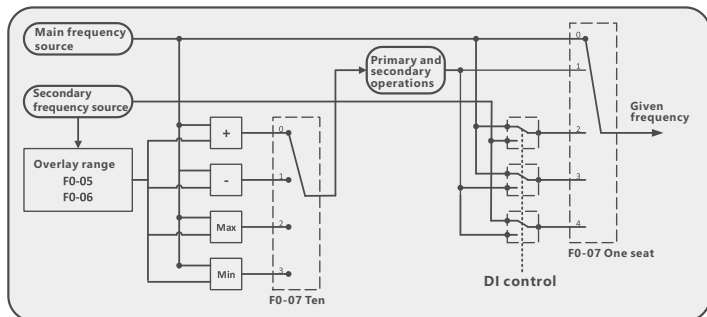 Main frequency
source
Secondary
frequency source
Overlay range
F0-05
F0-06
+
-
Max
Min
0
1
2
3
F0-07 Ten
Primary and
secondary
operations
0
1
2
3
4
F0-07 One seat
DI control
Given
frequency